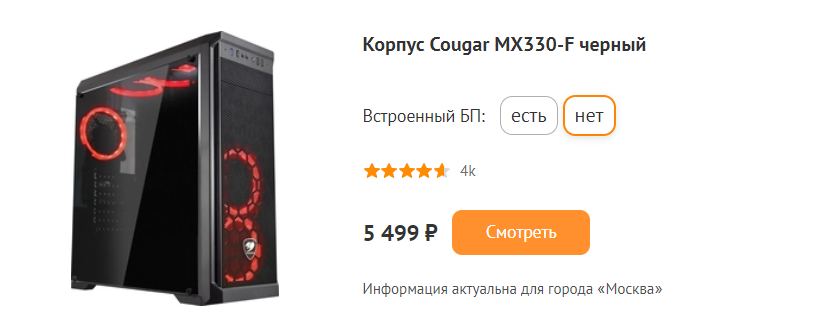 Корпус Cougar MX330-F черный
Встроенный БП: есть нет
4k
5 499 ₽ Смотреть
Информация актуальна для города «Москва»